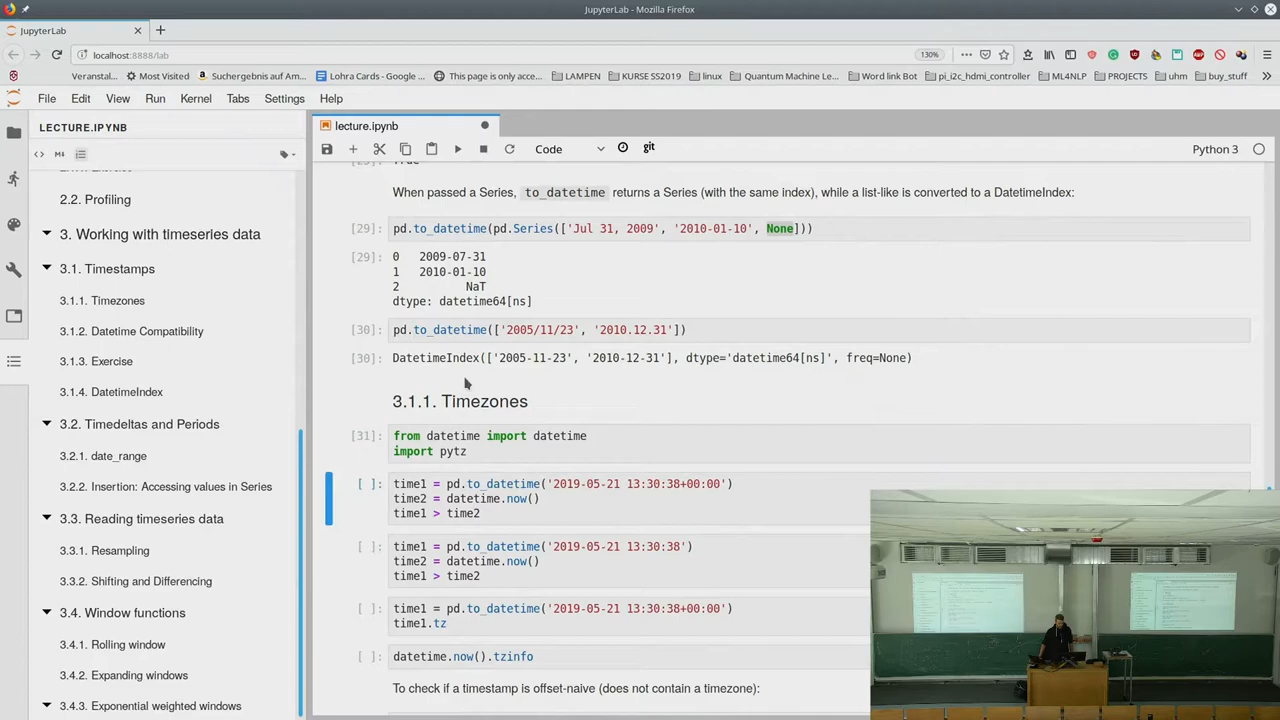 JupyterLab - Mozilla Firefox
JupyterLab
localhost:8888/lab
130%
Veranstal...
Most Visited
Suchergebnis auf Am...
Lohra Cards - Google ...
This page is only acce...
LAMPEN
KURSE SS2019
linux
Quantum Machine Le...
Word link Bot
pi_i2c_hdmi_controller
ML4NLP
PROJECTS
uhm
buy_stuff
File Edit View Run Kernel Tabs Settings Help
LECTURE.IPYNB
lecture.ipynb
Code
git
Python 3
2.2. Profiling
3. Working with timeseries data
3.1. Timestamps
3.1.1. Timezones
3.1.2. Datetime Compatibility
3.1.3. Exercise
3.1.4. DatetimeIndex
3.2. Timedeltas and Periods
3.2.1. date_range
3.2.2. Insertion: Accessing values in Series
3.3. Reading timeseries data
3.3.1. Resampling
3.3.2. Shifting and Differencing
3.4. Window functions
3.4.1. Rolling window
3.4.2. Expanding windows
3.4.3. Exponential weighted windows
When passed a Series, to_datetime returns a Series (with the same index), while a list-like is converted to a DatetimeIndex:
[29]: pd.to_datetime(pd.Series(['Jul 31, 2009', '2010-01-10', None]))
[29]: 0 2009-07-31
1 2010-01-10
2 NaT
dtype: datetime64[ns]
[30]: pd.to_datetime(['2005/11/23', '2010.12.31'])
[30]: DatetimeIndex(['2005-11-23', '2010-12-31'], dtype='datetime64[ns]', freq=None)
3.1.1. Timezones
[31]: from datetime import datetime
import pytz
[ ]: time1 = pd.to_datetime('2019-05-21 13:30:38+00:00')
time2 = datetime.now()
time1 > time2
[ ]: time1 = pd.to_datetime('2019-05-21 13:30:38')
time2 = datetime.now()
time1 > time2
[ ]: time1 = pd.to_datetime('2019-05-21 13:30:38+00:00')
time1.tz
[ ]: datetime.now().tzinfo
To check if a timestamp is offset-naive (does not contain a timezone):